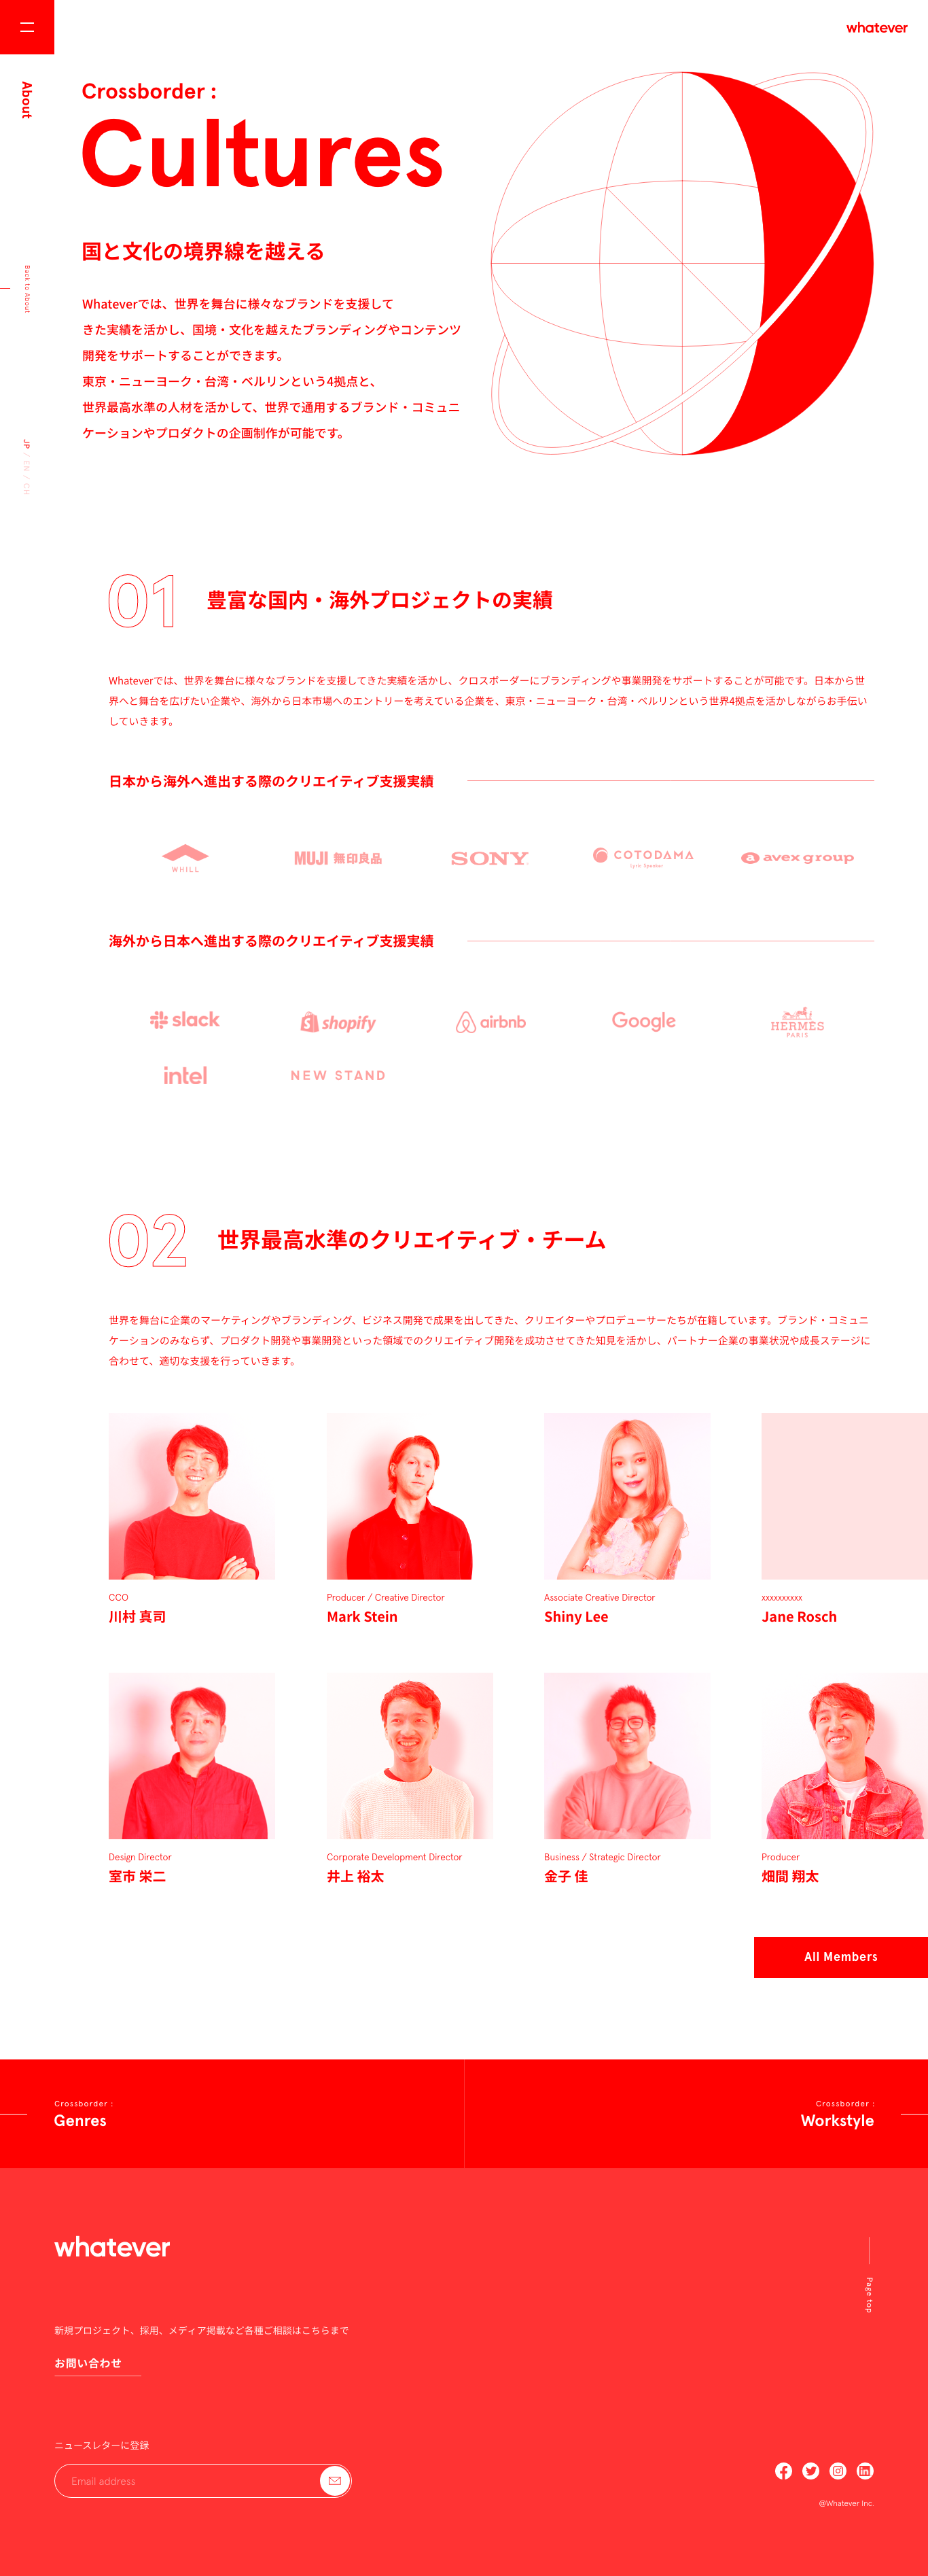 whatever
About
Back to About
JP / EN / CH
Crossborder :
Cultures
国と文化の境界線を越える
Whateverでは、世界を舞台に様々なブランドを支援して
きた実績を活かし、国境・文化を越えたブランディングやコンテンツ
開発をサポートすることができます。
東京・ニューヨーク・台湾・ベルリンという4拠点と、
世界最高水準の人材を活かして、世界で通用するブランド・コミュニ
ケーションやプロダクトの企画制作が可能です。
01
豊富な国内・海外プロジェクトの実績
Whateverでは、世界を舞台に様々なブランドを支援してきた実績を活かし、クロスボーダーにブランディングや事業開発をサポートすることが可能です。日本から世
界へと舞台を広げたい企業や、海外から日本市場へのエントリーを考えている企業を、東京・ニューヨーク・台湾・ベルリンという世界4拠点を活かしながらお手伝い
していきます。
日本から海外へ進出する際のクリエイティブ支援実績
WHILL
MUJI 無印良品
SONY
COTODAMA
Lyric Speaker
a avex group
海外から日本へ進出する際のクリエイティブ支援実績
slack
shopify
airbnb
Google
HERMÈS
PARIS
intel
NEW STAND
02
世界最高水準のクリエイティブ・チーム
世界を舞台に企業のマーケティングやブランディング、ビジネス開発で成果を出してきた、クリエイターやプロデューサーたちが在籍しています。ブランド・コミュニ
ケーションのみならず、プロダクト開発や事業開発といった領域でのクリエイティブ開発を成功させてきた知見を活かし、パートナー企業の事業状況や成長ステージに
合わせて、適切な支援を行っていきます。
CCO
川村 真司
Producer / Creative Director
Mark Stein
Associate Creative Director
Shiny Lee
xxxxxxxxxx
Jane Rosch
Design Director
室市 栄二
Corporate Development Director
井上 裕太
Business / Strategic Director
金子 佳
Producer
畑間 翔太
All Members
Crossborder :
Genres
Crossborder :
Workstyle
whatever
Page top
新規プロジェクト、採用、メディア掲載など各種ご相談はこちらまで
お問い合わせ
ニュースレターに登録
Email address
@Whatever Inc.